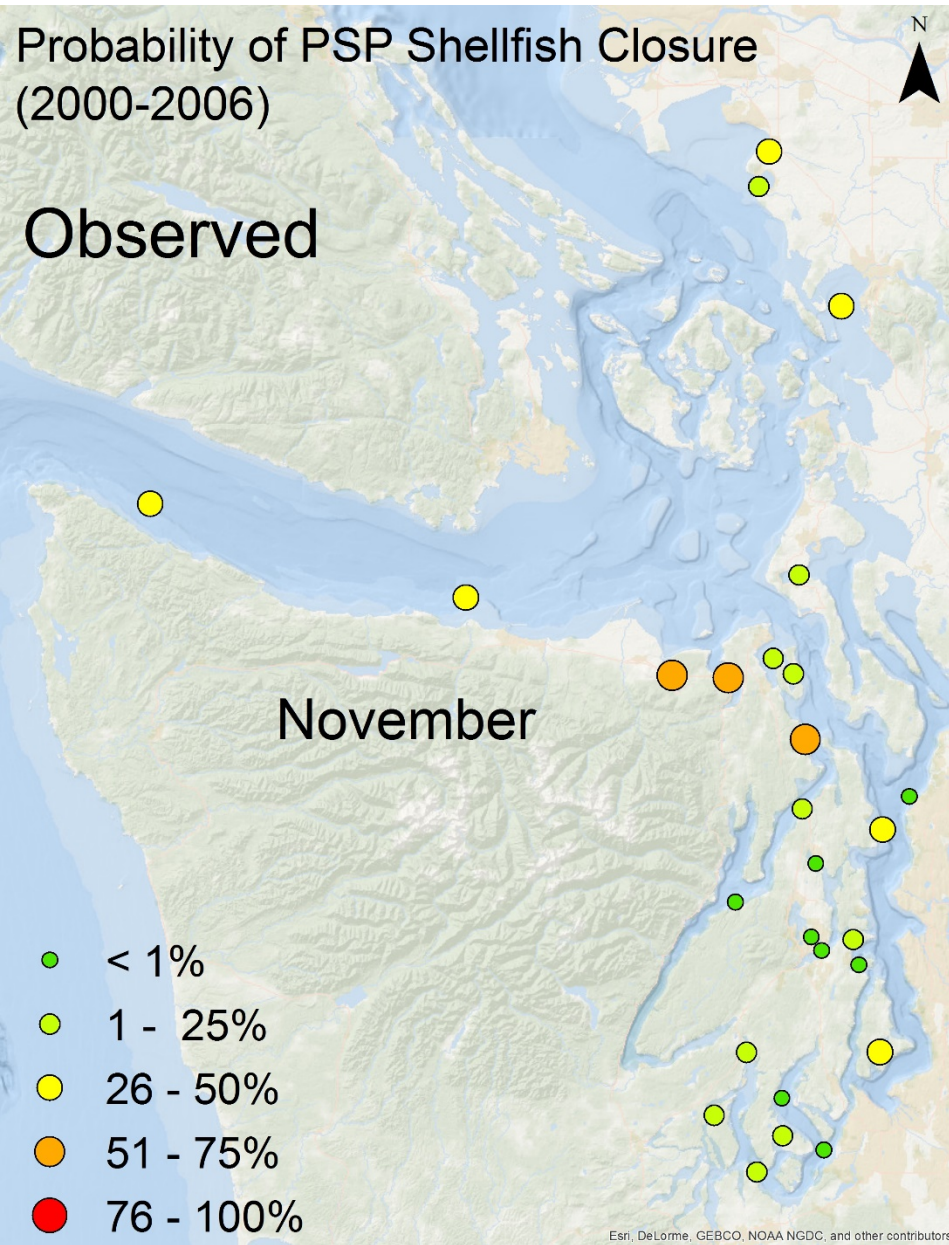 Probability of PSP Shellfish Closure
(2000-2006)
N
Observed
November
< 1%
1 - 25%
26 - 50%
51 - 75%
76 - 100%
Esri, DeLorme, GEBCO, NOAA NGDC, and other contributors